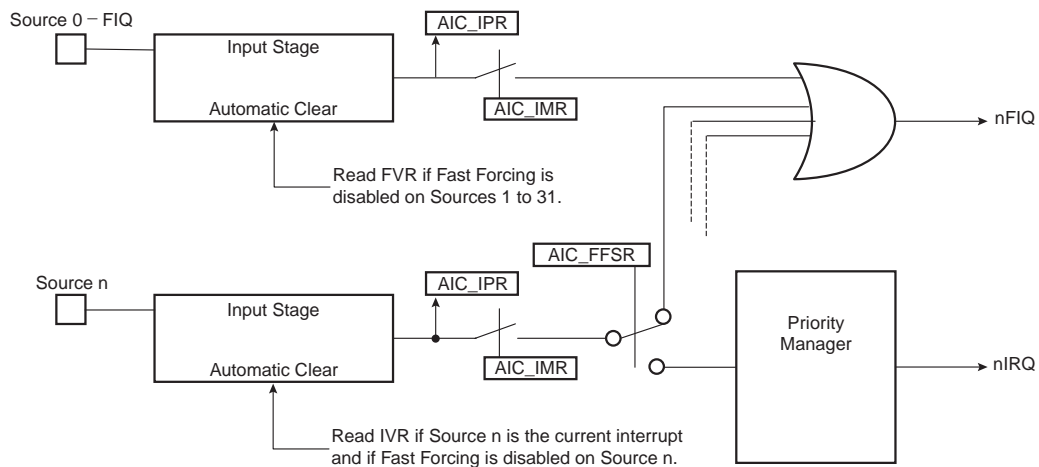 Source 0 – FIQ
AIC_IPR
Input Stage
Automatic Clear
AIC_IMR
nFIQ
Read FVR if Fast Forcing is
disabled on Sources 1 to 31.
AIC_FFSR
Source n
AIC_IPR
Input Stage
Priority
Manager
Automatic Clear
AIC_IMR
nIRQ
Read IVR if Source n is the current interrupt
and if Fast Forcing is disabled on Source n.